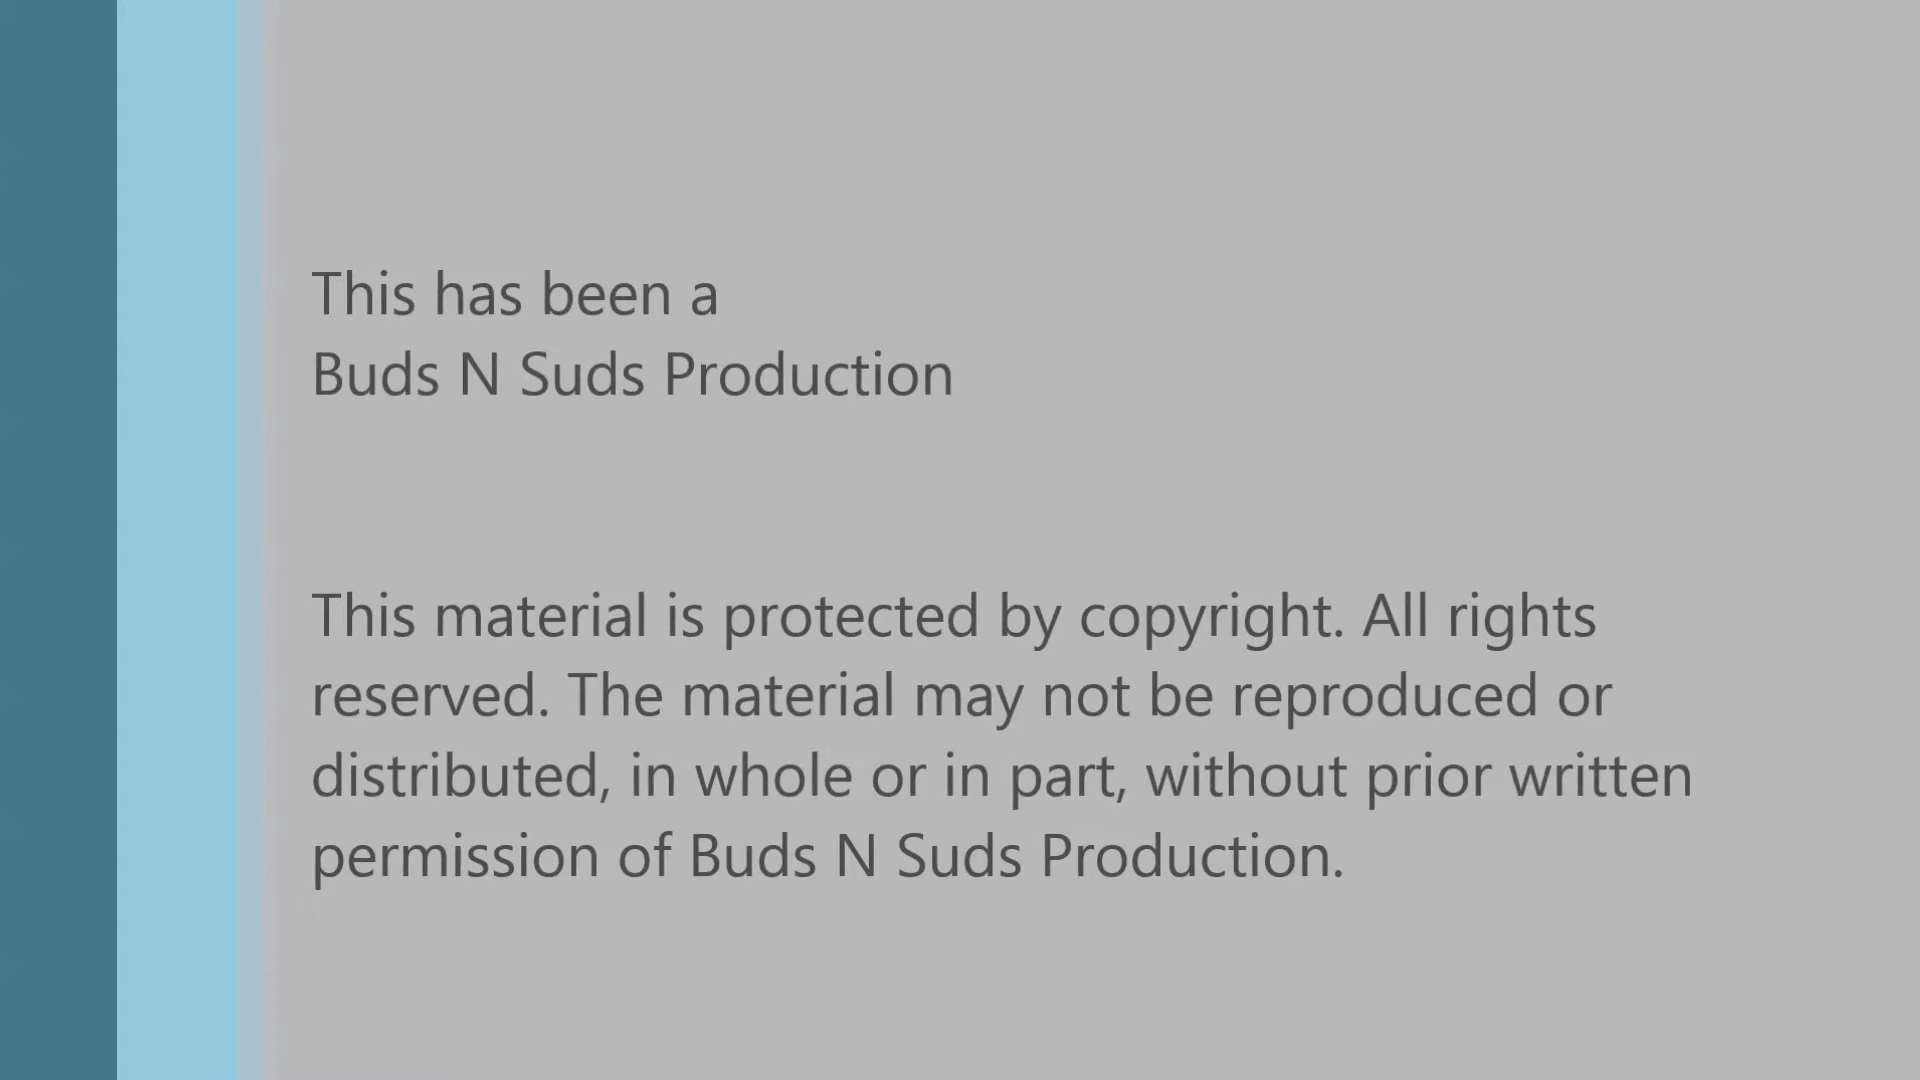 This has been a
Buds N Suds Production
This material is protected by copyright. All rights
reserved. The material may not be reproduced or
distributed, in whole or in part, without prior written
permission of Buds N Suds Production.